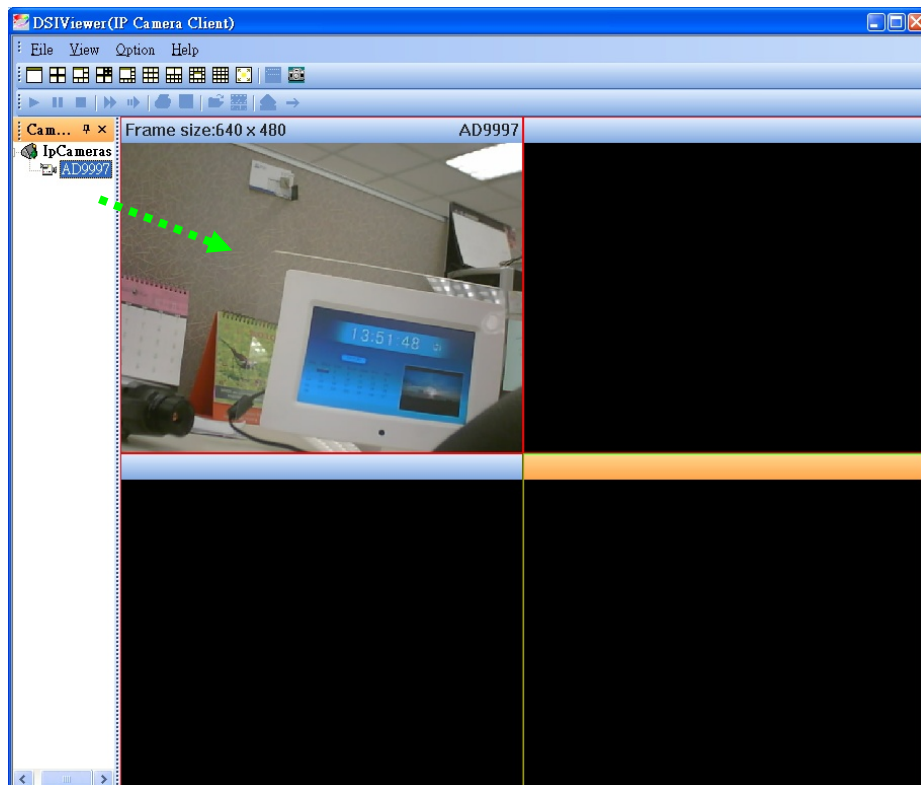 DSIViewer(IP Camera Client)
File View Option Help
Cam...
IpCameras
AD9997
Frame size:640 x 480 AD9997
13:51:48